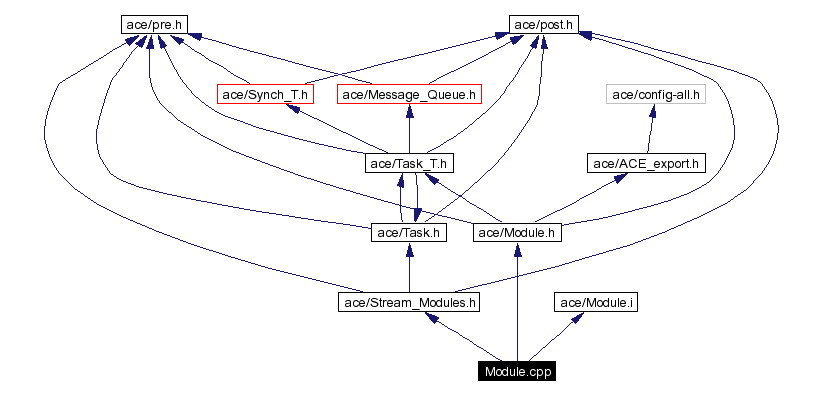 ace/pre.h
ace/post.h
ace/Synch_T.h
ace/Message_Queue.h
ace/config-all.h
ace/Task_T.h
ace/ACE_export.h
ace/Task.h
ace/Module.h
ace/Stream_Modules.h
ace/Module.i
Module.cpp